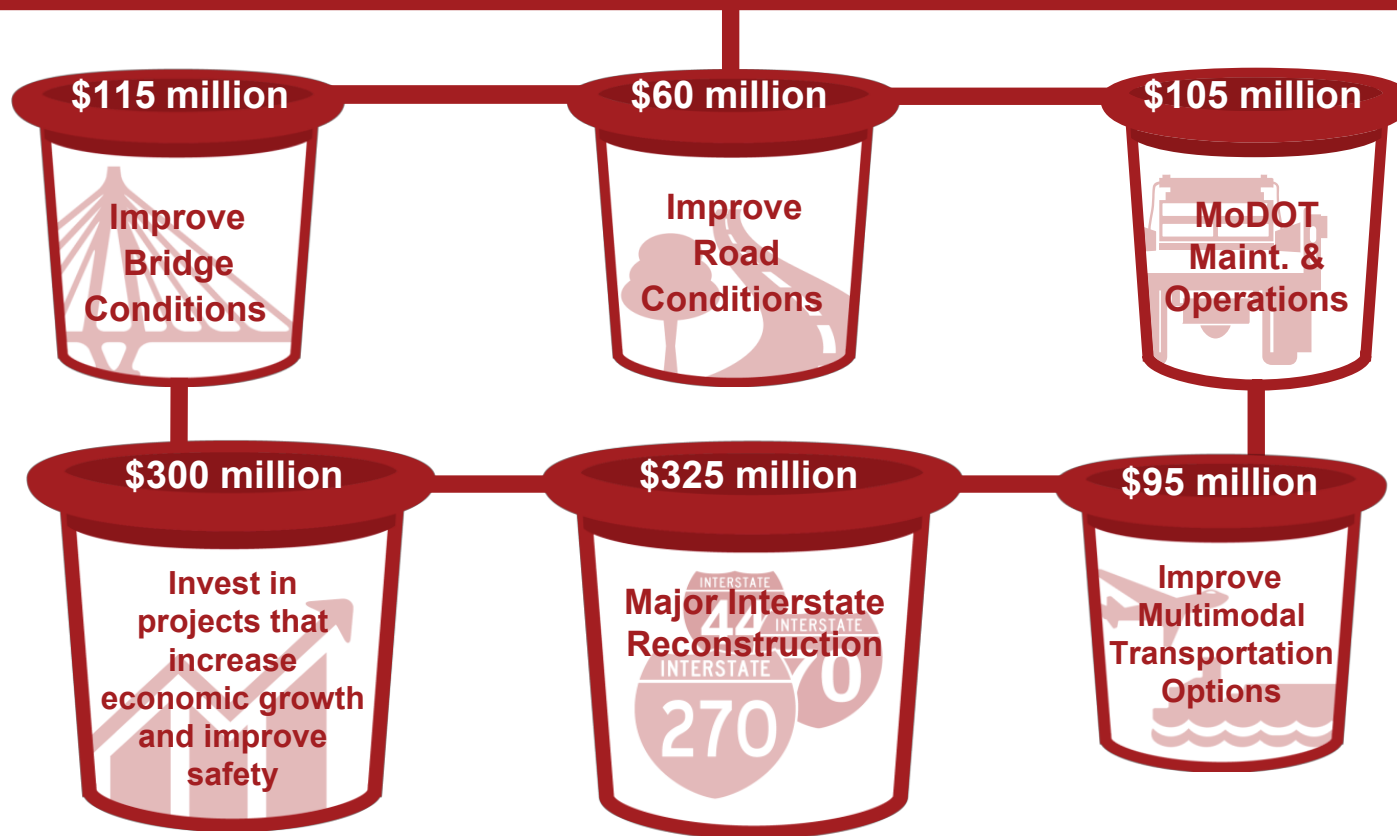 $115 million
Improve
Bridge
Conditions
$60 million
Improve
Road
Conditions
$105 million
MoDOT
Maint. &
Operations
$300 million
Invest in
projects that
increase
economic growth
and improve
safety
$325 million
Major Interstate
Reconstruction
INTERSTATE
44
INTERSTATE
70
INTERSTATE
270
$95 million
Improve
Multimodal
Transportation
Options